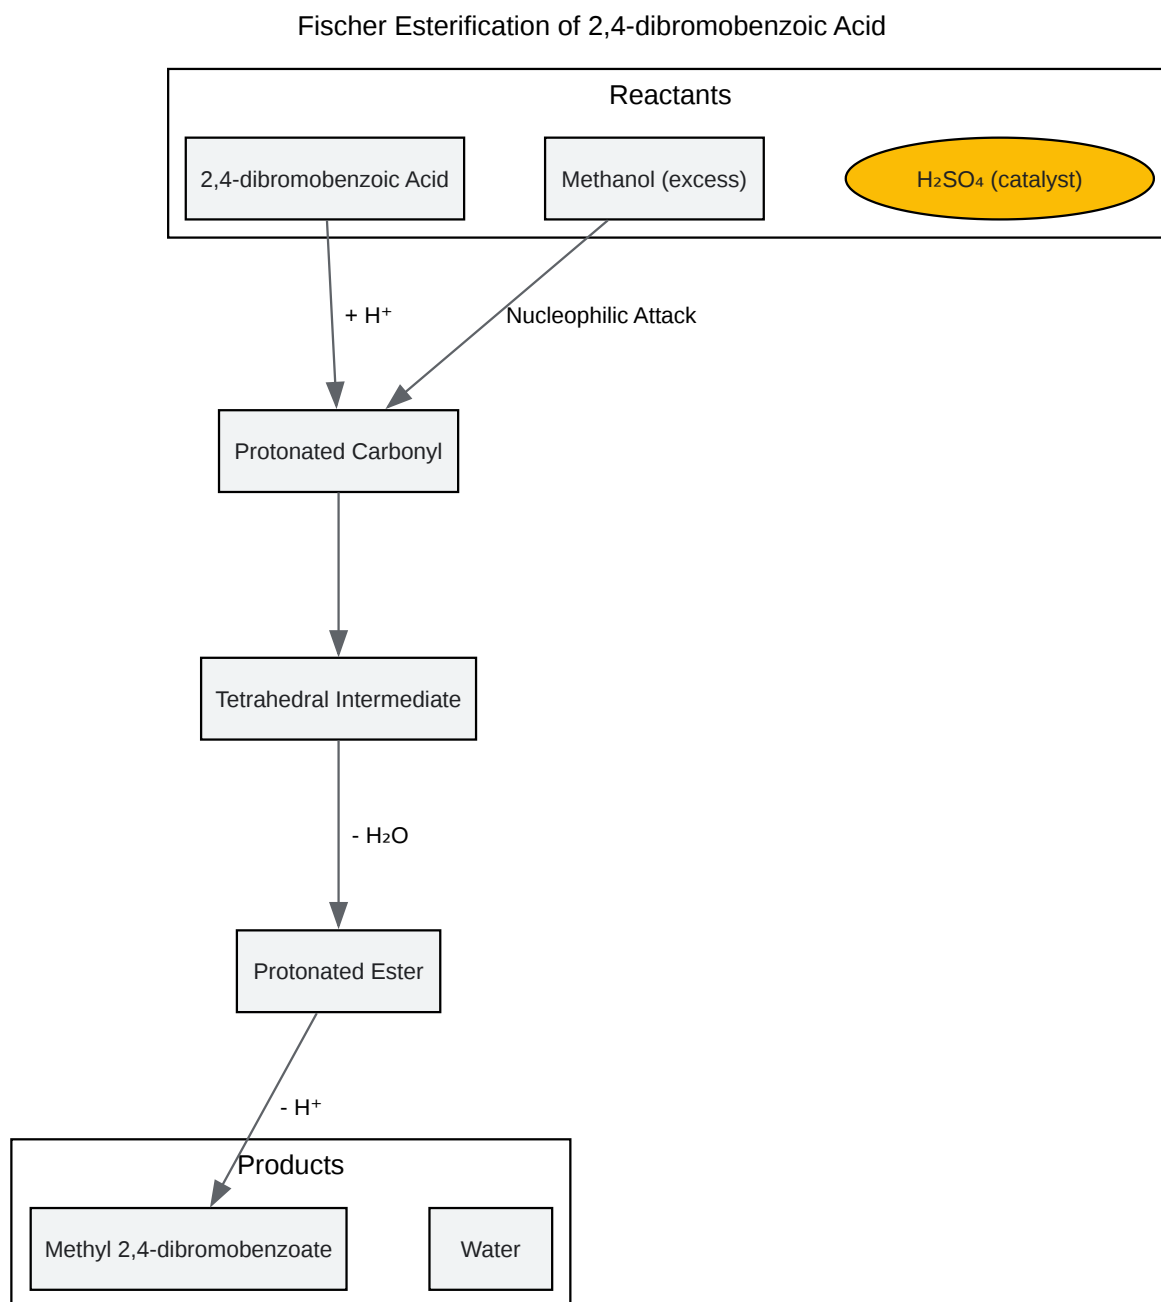 Fischer Esterification of 2,4-dibromobenzoic Acid
Reactants
2,4-dibromobenzoic Acid
Methanol (excess)
H₂SO₄ (catalyst)
+ H⁺
Nucleophilic Attack
Protonated Carbonyl
Tetrahedral Intermediate
- H₂O
Protonated Ester
- H⁺
Products
Methyl 2,4-dibromobenzoate
Water